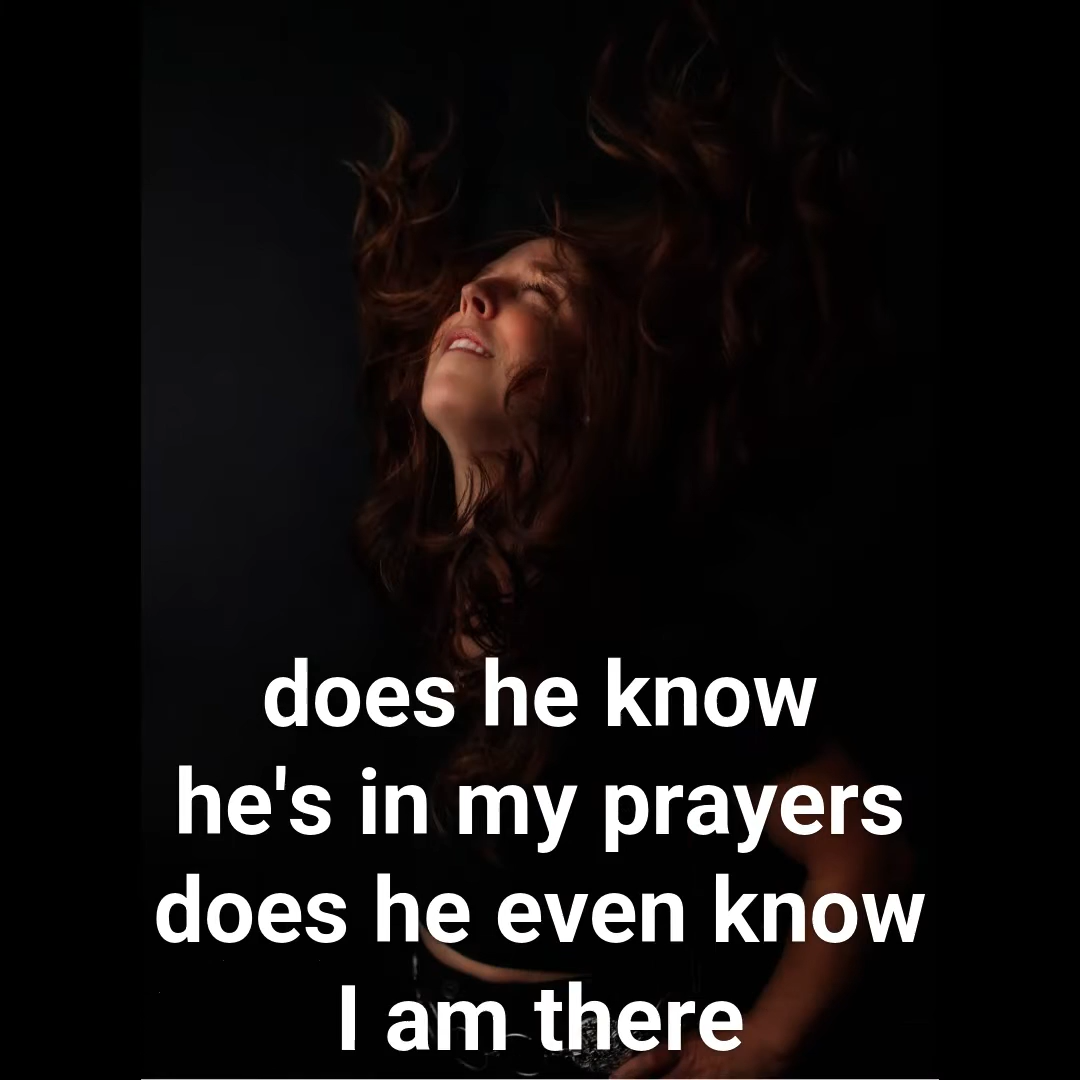 does he know
he's in my prayers
does he even know
I am there